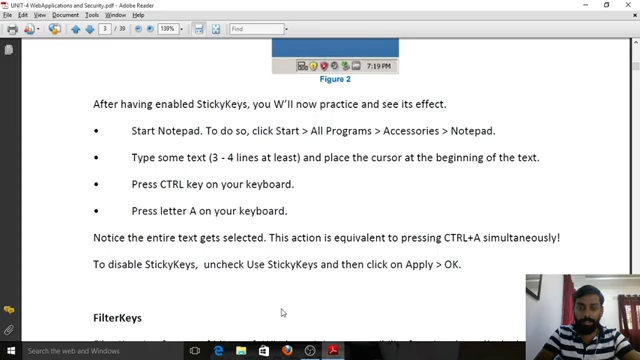 UNIT-4 WebApplications and Security.pdf - Adobe Reader
File Edit View Document Tools Window Help
3 / 39 139% Find
7:19 PM
Figure 2
After having enabled StickyKeys, you W'll now practice and see its effect.
• Start Notepad. To do so, click Start > All Programs > Accessories > Notepad.
• Type some text (3 - 4 lines at least) and place the cursor at the beginning of the text.
• Press CTRL key on your keyboard.
• Press letter A on your keyboard.
Notice the entire text gets selected. This action is equivalent to pressing CTRL+A simultaneously!
To disable StickyKeys, uncheck Use StickyKeys and then click on Apply > OK.
FilterKeys
Search the web and Windows